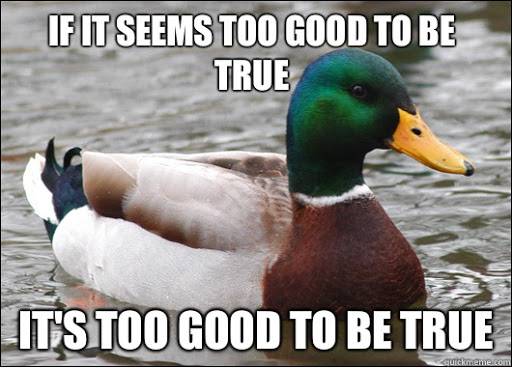 IF IT SEEMS TOO GOOD TO BE
TRUE
IT'S TOO GOOD TO BE TRUE
quickmeme.com